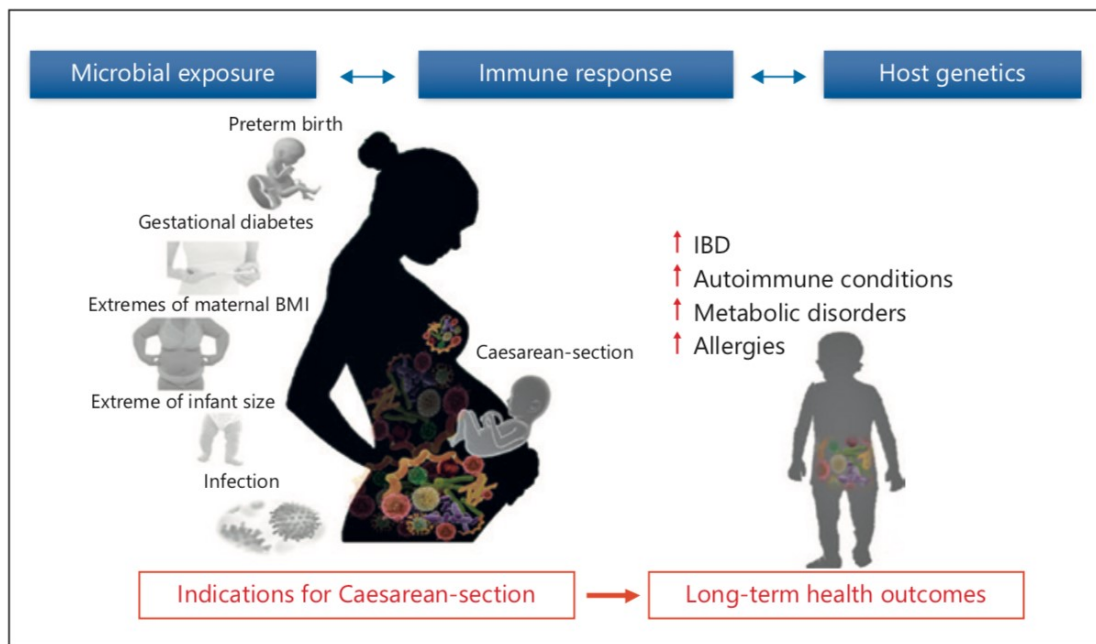 Microbial exposure
Immune response
Host genetics
Preterm birth
Gestational diabetes
Extremes of maternal BMI
Extreme of infant size
Infection
Caesarean-section
↑ IBD
↑ Autoimmune conditions
↑ Metabolic disorders
↑ Allergies
Indications for Caesarean-section
Long-term health outcomes